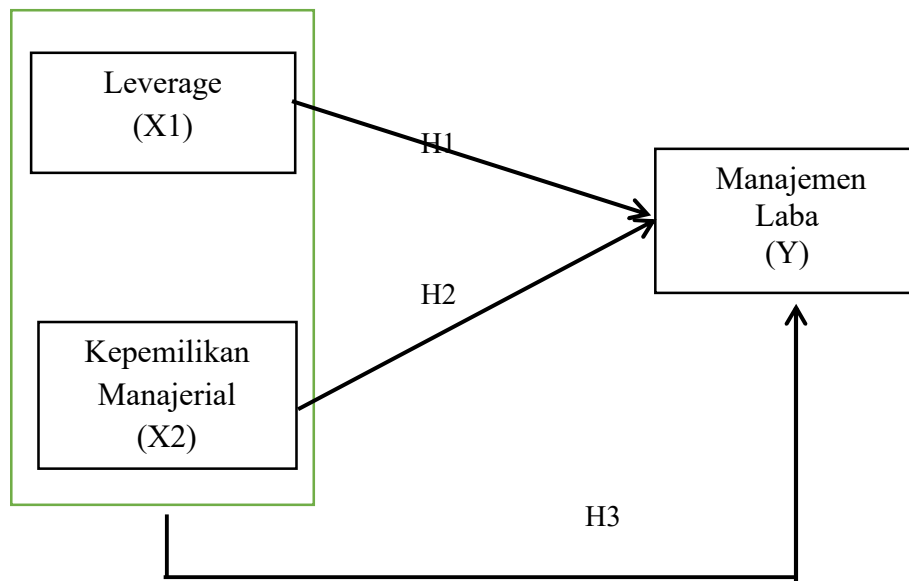 Leverage
(X1)
H1
Manajemen
Laba
(Y)
H2
Kepemilikan
Manajerial
(X2)
H3